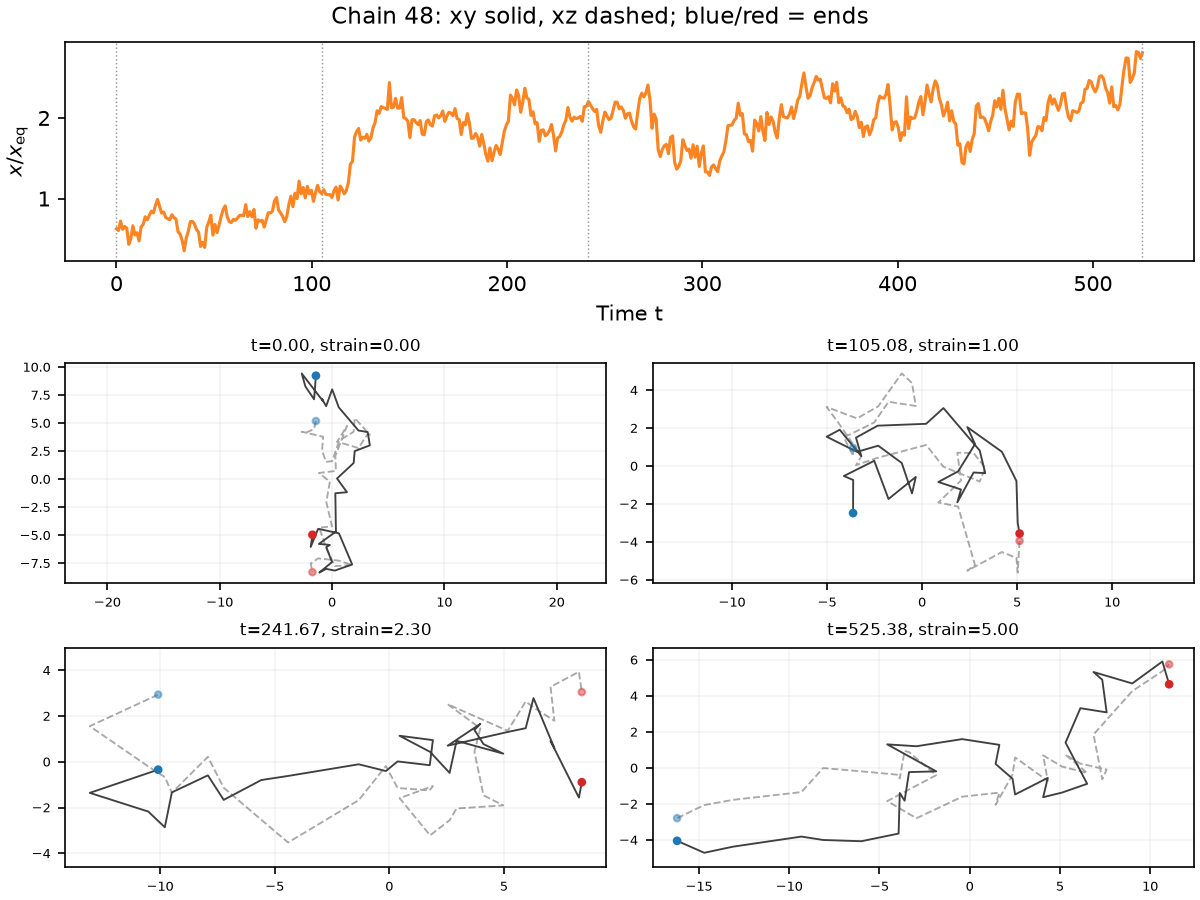 Chain 48: xy solid, xz dashed; blue/red = ends
x/x_eq
2
1
0 100 200 300 400 500
Time t
t=0.00, strain=0.00
10.0
7.5
5.0
2.5
0.0
−2.5
−5.0
−7.5
−20 −10 0 10 20
t=105.08, strain=1.00
4
2
0
−2
−4
−6
−10 −5 0 5 10
t=241.67, strain=2.30
4
2
0
−2
−4
−10 −5 0 5
t=525.38, strain=5.00
6
4
2
0
−2
−4
−15 −10 −5 0 5 10